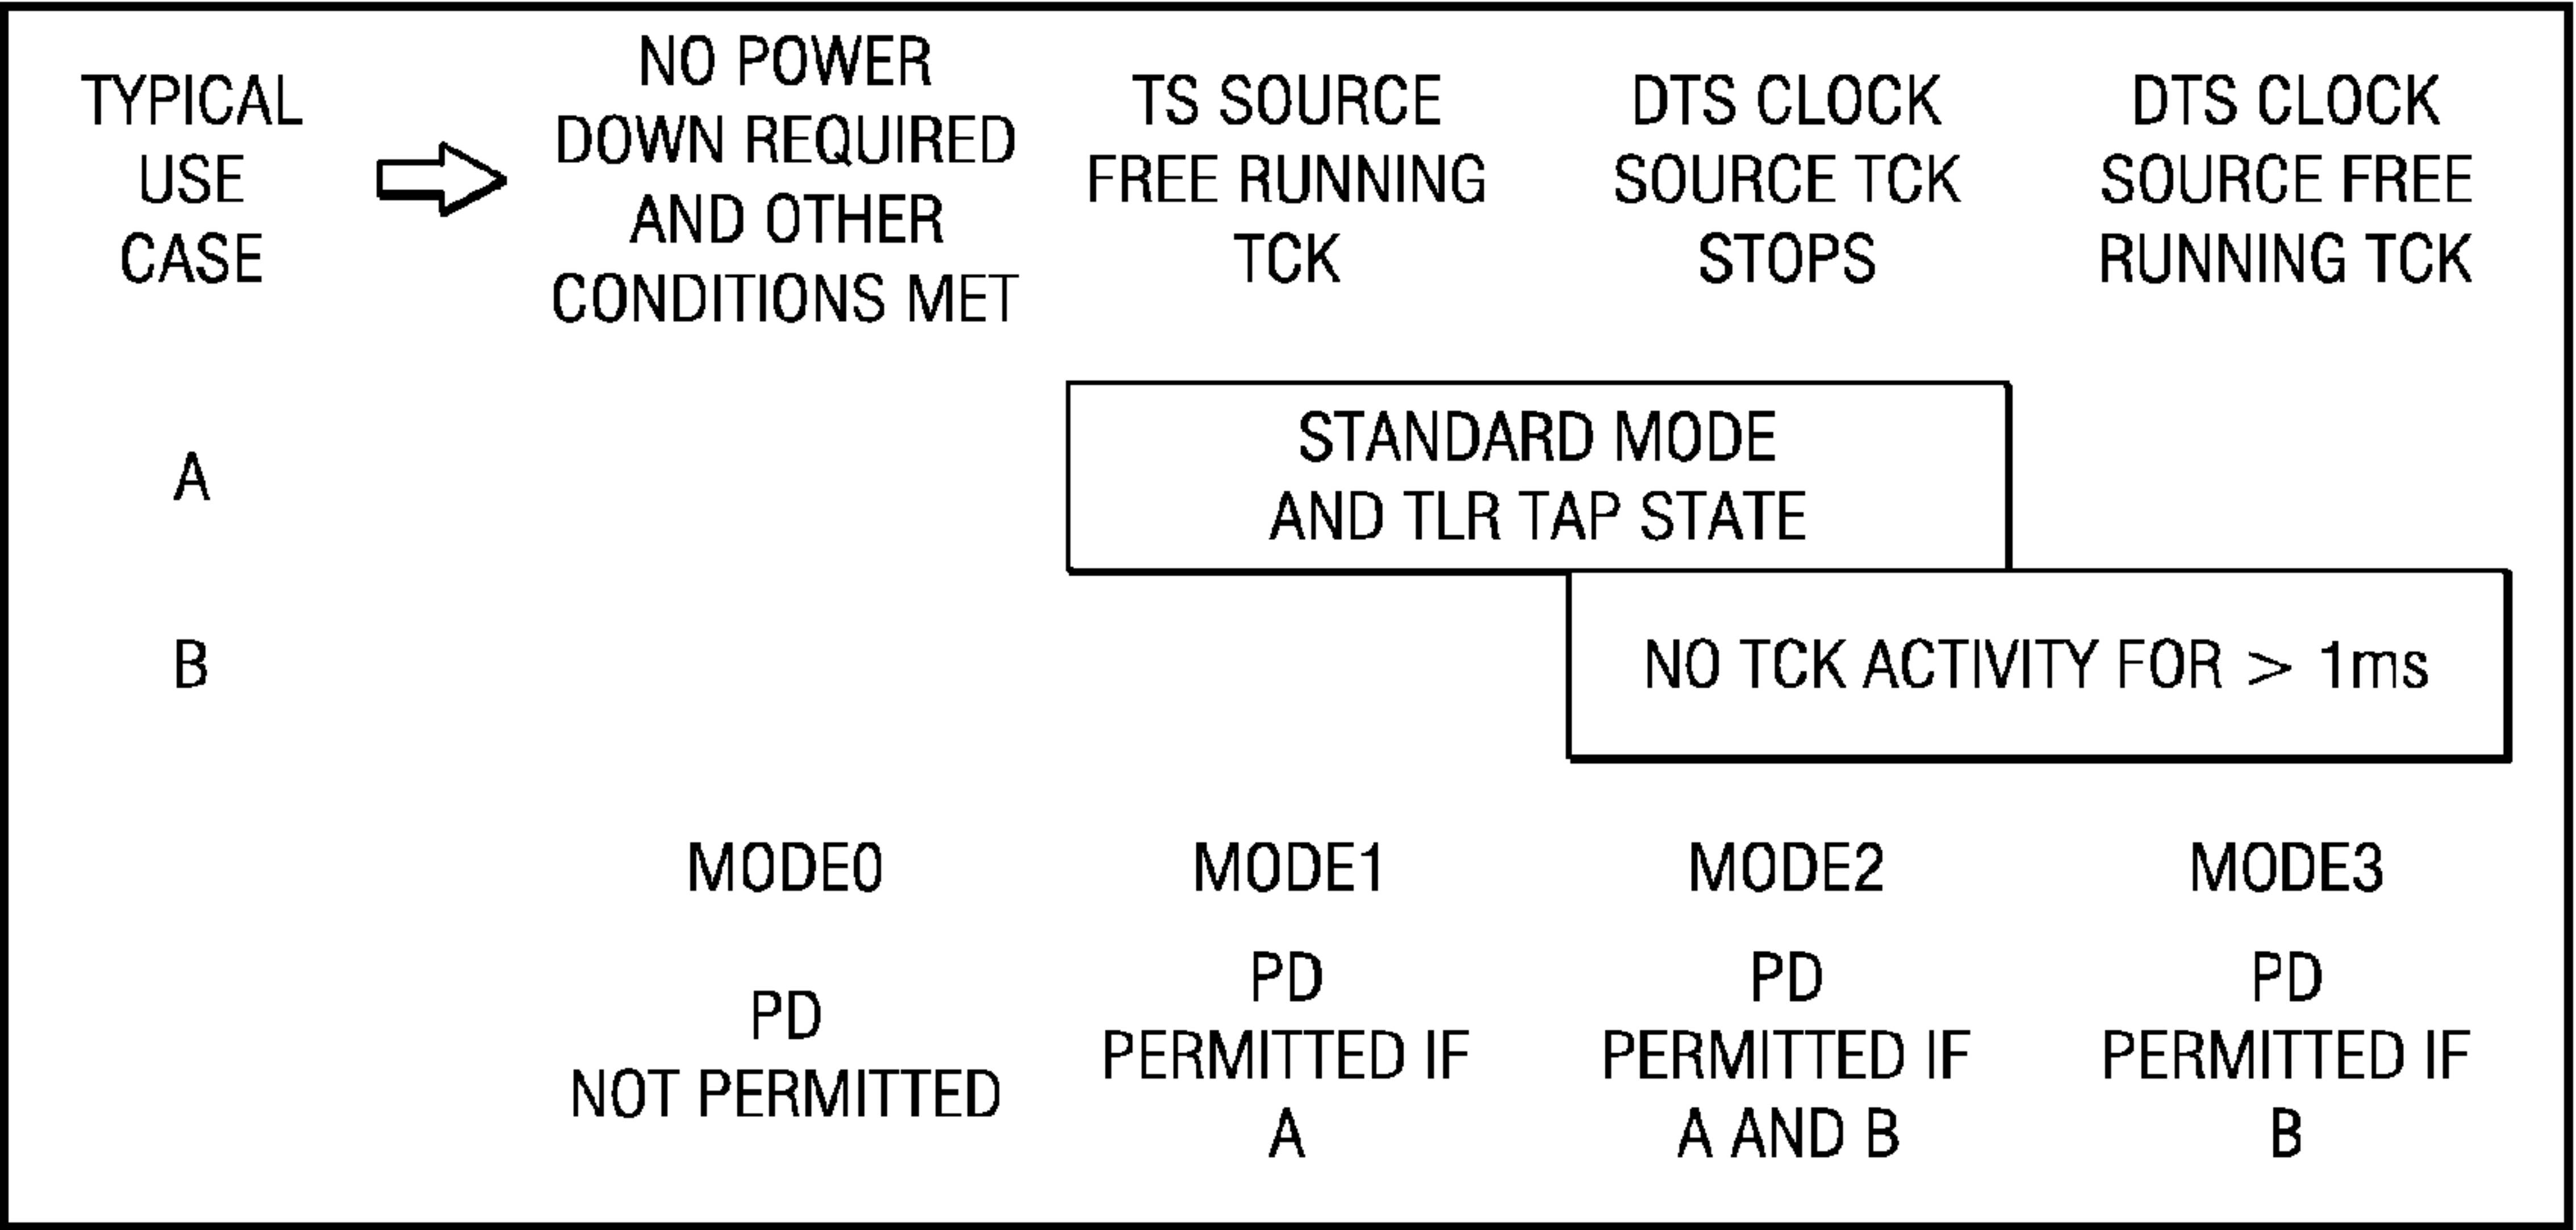 TYPICAL
USE
CASE
NO POWER
DOWN REQUIRED
AND OTHER
CONDITIONS MET
TS SOURCE
FREE RUNNING
TCK
DTS CLOCK
SOURCE TCK
STOPS
DTS CLOCK
SOURCE FREE
RUNNING TCK
A
STANDARD MODE
AND TLR TAP STATE
B
NO TCK ACTIVITY FOR > 1ms
MODE0
MODE1
MODE2
MODE3
PD
NOT PERMITTED
PD
PERMITTED IF
A
PD
PERMITTED IF
A AND B
PD
PERMITTED IF
B